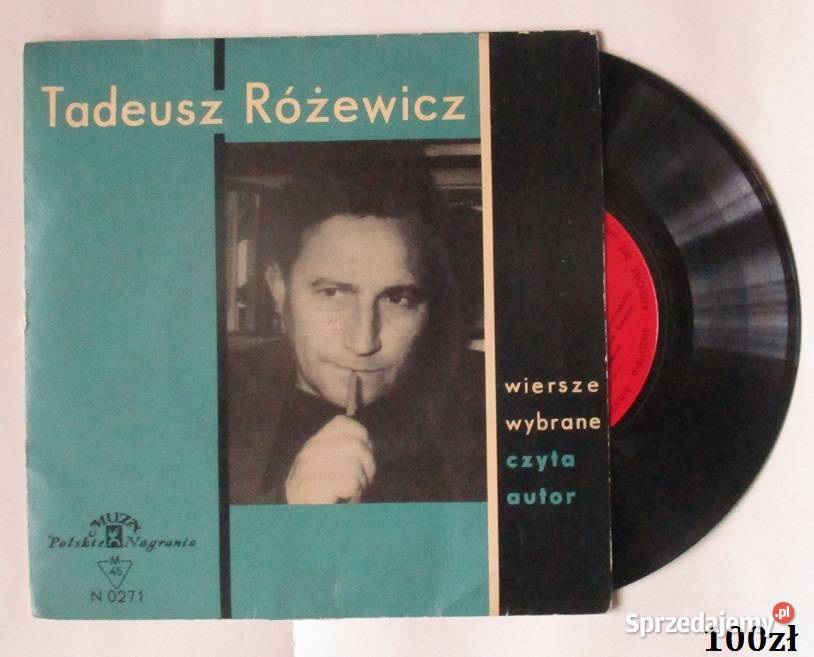 Tadeusz Różewicz
wiersze
wybrane
czyta
autor
MUZA
Polskie Nagrania
M
45
N 0271
Sprzedajemy.pl
100zł